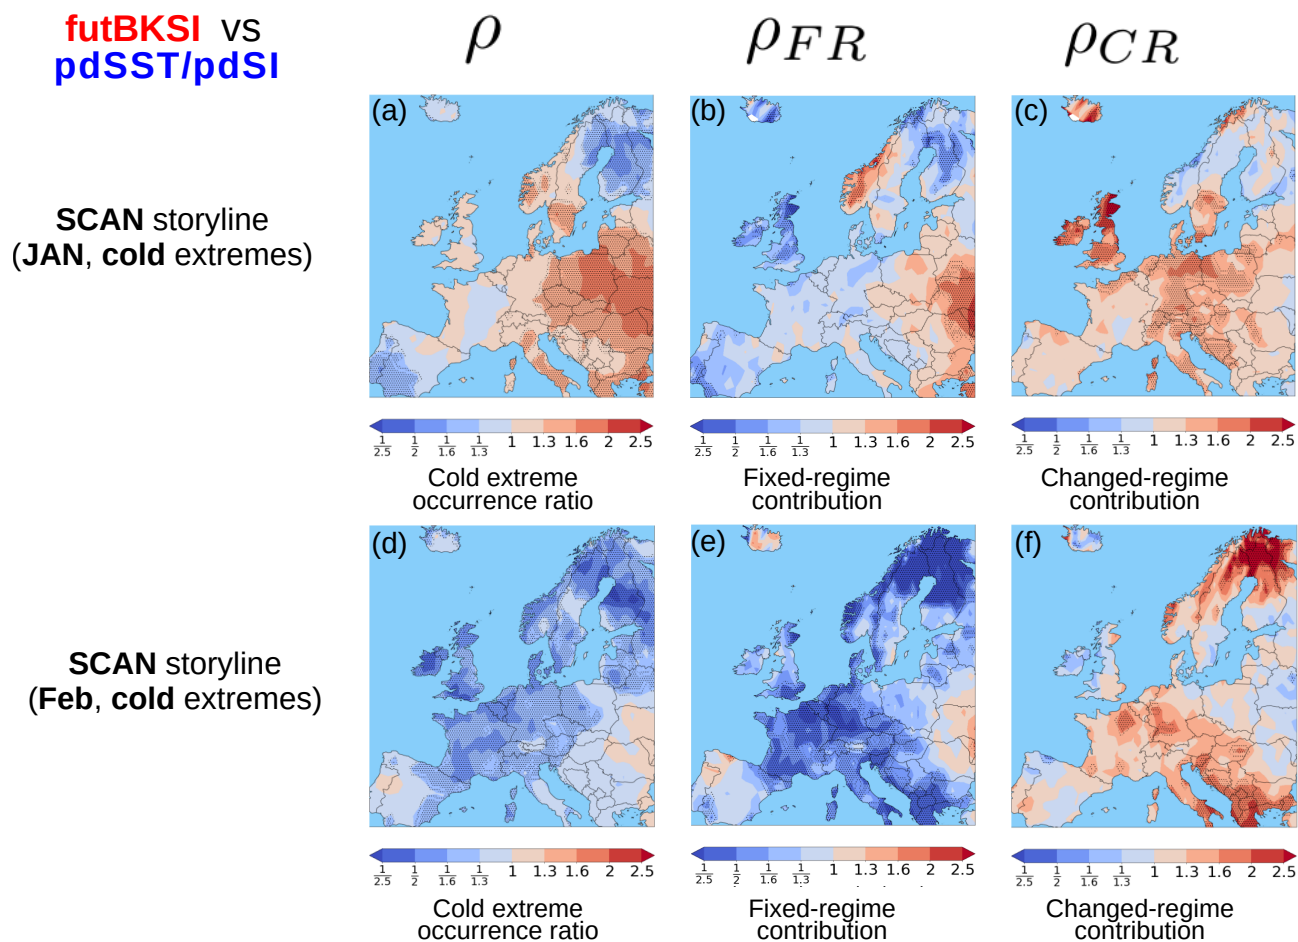 futBKSI vs
pdSST/pdSI
ρ
ρFR
ρCR
SCAN storyline
(JAN, cold extremes)
(a)
(b)
(c)
1/2.5 1/2 1/1.6 1/1.3 1 1.3 1.6 2 2.5
1/2.5 1/2 1/1.6 1/1.3 1 1.3 1.6 2 2.5
1/2.5 1/2 1/1.6 1/1.3 1 1.3 1.6 2 2.5
Cold extreme
occurrence ratio
Fixed-regime
contribution
Changed-regime
contribution
SCAN storyline
(Feb, cold extremes)
(d)
(e)
(f)
1/2.5 1/2 1/1.6 1/1.3 1 1.3 1.6 2 2.5
1/2.5 1/2 1/1.6 1/1.3 1 1.3 1.6 2 2.5
1/2.5 1/2 1/1.6 1/1.3 1 1.3 1.6 2 2.5
Cold extreme
occurrence ratio
Fixed-regime
contribution
Changed-regime
contribution